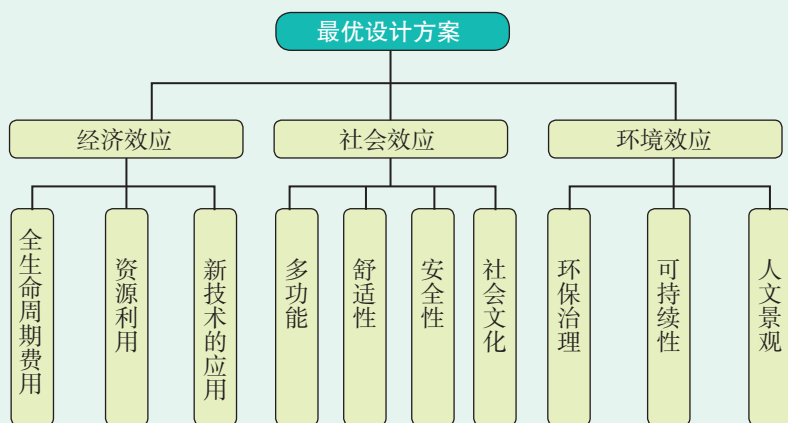 最优设计方案
经济效应
社会效应
环境效应
全生命周期费用
资源利用
新技术的应用
多功能
舒适性
安全性
社会文化
环保治理
可持续性
人文景观